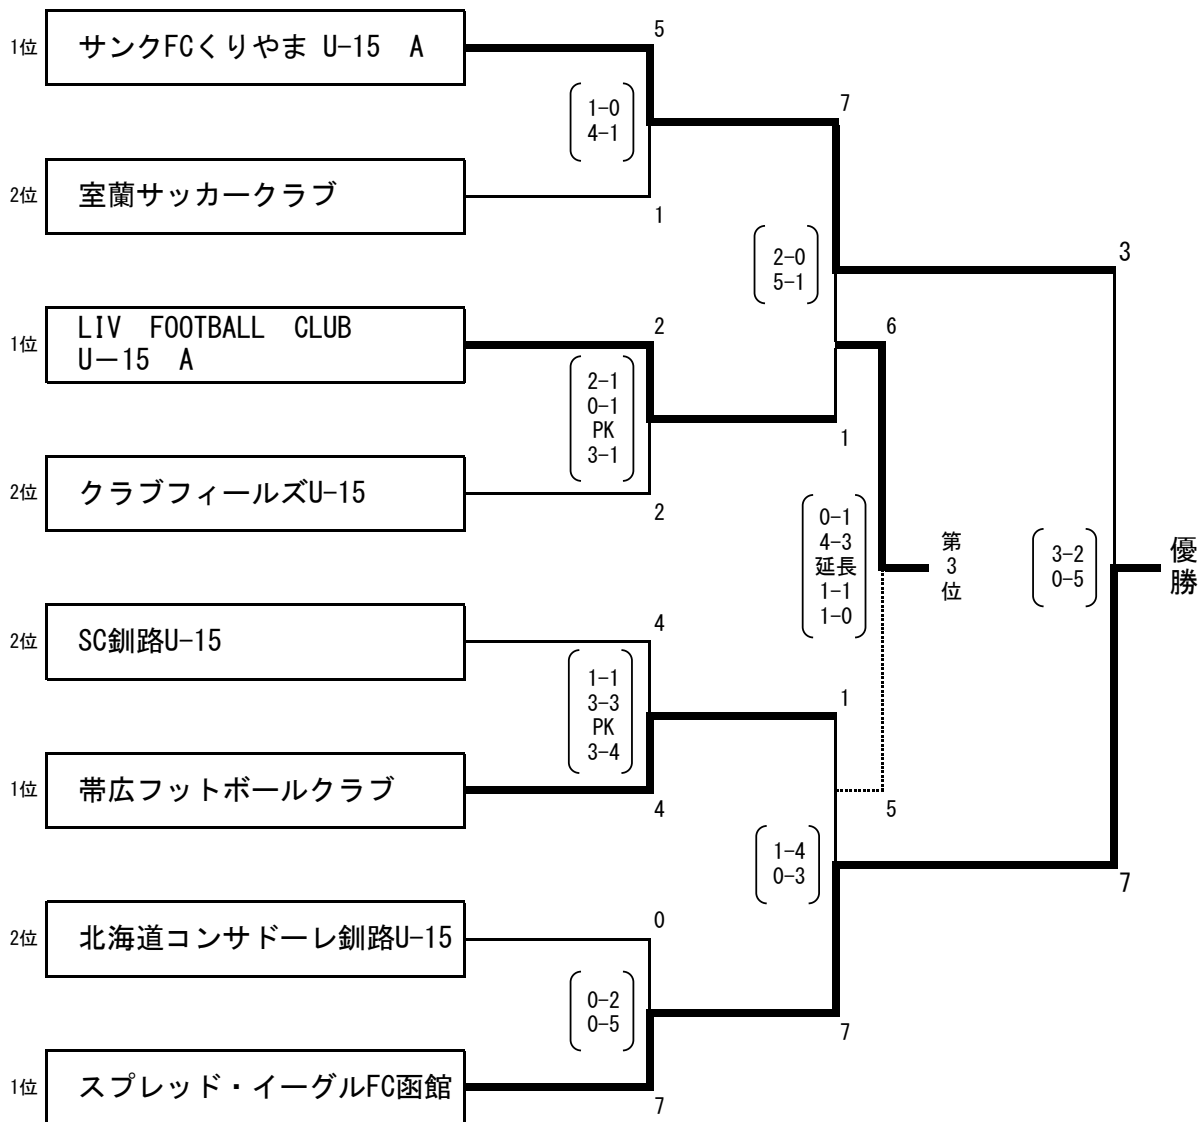 5
1位
サンクFCくりやま U-15 A
1-0
4-1
7
2位
室蘭サッカークラブ
1
2-0
5-1
3
1位
LIV FOOTBALL CLUB
U－15 A
2
6
2-1
0-1
PK
3-1
1
2位
クラブフィールズU-15
2
0-1
4-3
延長
1-1
1-0
第3位
3-2
0-5
優勝
2位
SC釧路U-15
4
1-1
3-3
PK
3-4
1
1位
帯広フットボールクラブ
4
5
1-4
0-3
7
2位
北海道コンサドーレ釧路U-15
0
0-2
0-5
7
1位
スプレッド・イーグルFC函館
7